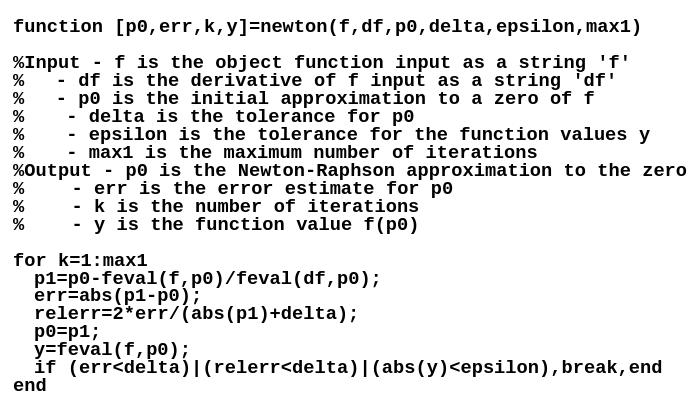 function [p0,err,k,y]=newton(f,df,p0,delta,epsilon,max1)
%Input - f is the object function input as a string 'f'
%   - df is the derivative of f input as a string 'df'
%   - p0 is the initial approximation to a zero of f
%    - delta is the tolerance for p0
%    - epsilon is the tolerance for the function values y
%    - max1 is the maximum number of iterations
%Output - p0 is the Newton-Raphson approximation to the zero
%    - err is the error estimate for p0
%    - k is the number of iterations
%    - y is the function value f(p0)
for k=1:max1
  p1=p0-feval(f,p0)/feval(df,p0);
  err=abs(p1-p0);
  relerr=2*err/(abs(p1)+delta);
  p0=p1;
  y=feval(f,p0);
  if (err<delta)|(relerr<delta)|(abs(y)<epsilon),break,end
end